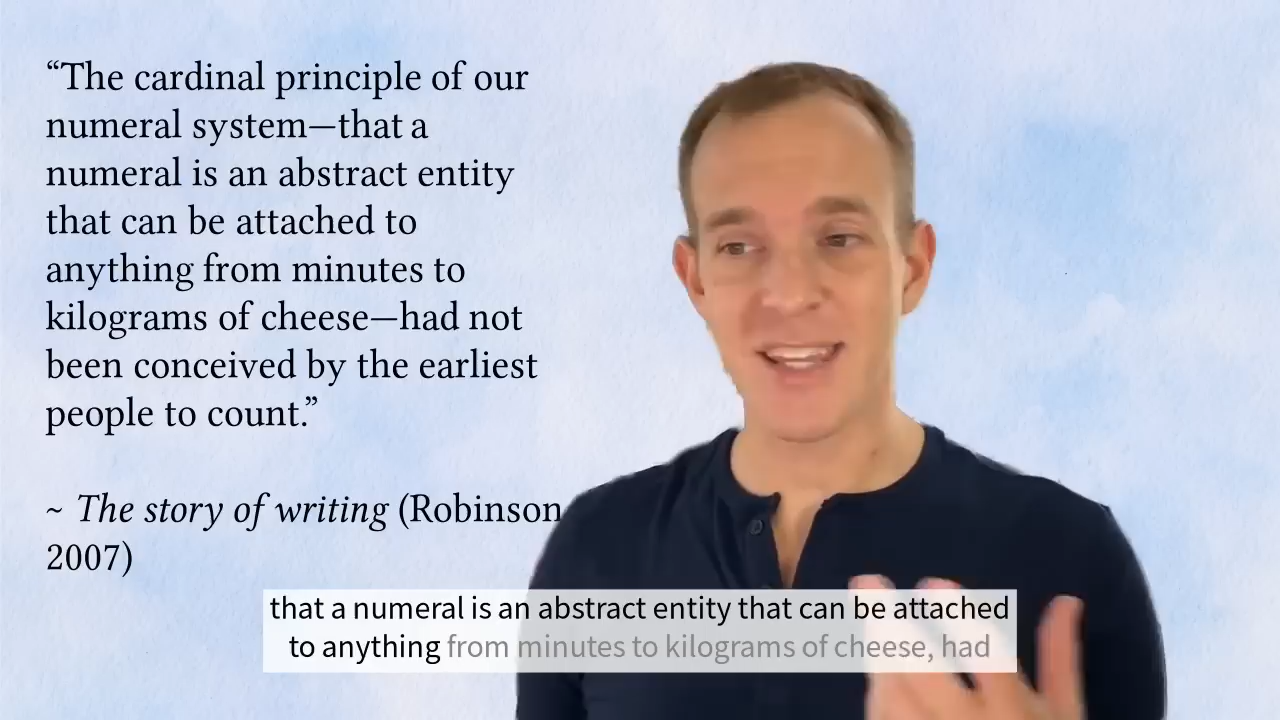 “The cardinal principle of our
numeral system—that a
numeral is an abstract entity
that can be attached to
anything from minutes to
kilograms of cheese—had not
been conceived by the earliest
people to count.”
~ The story of writing (Robinson
2007)
that a numeral is an abstract entity that can be attached
to anything from minutes to kilograms of cheese, had